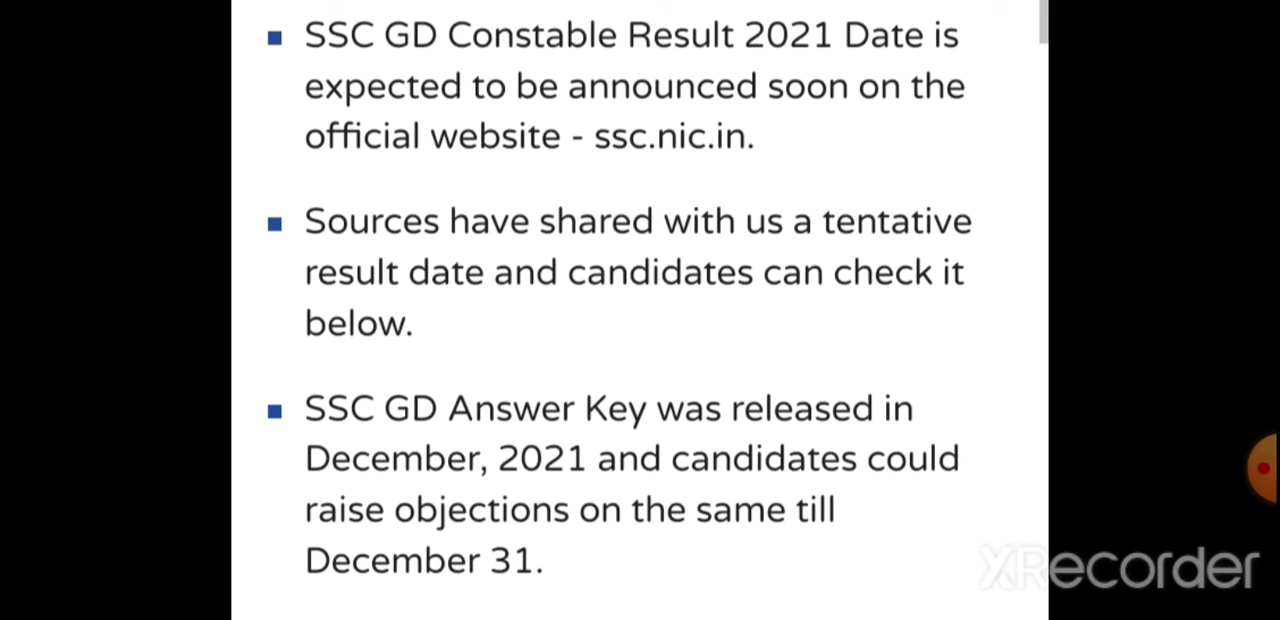 SSC GD Constable Result 2021 Date is
expected to be announced soon on the
official website - ssc.nic.in.
Sources have shared with us a tentative
result date and candidates can check it
below.
SSC GD Answer Key was released in
December, 2021 and candidates could
raise objections on the same till
December 31.
XRecorder